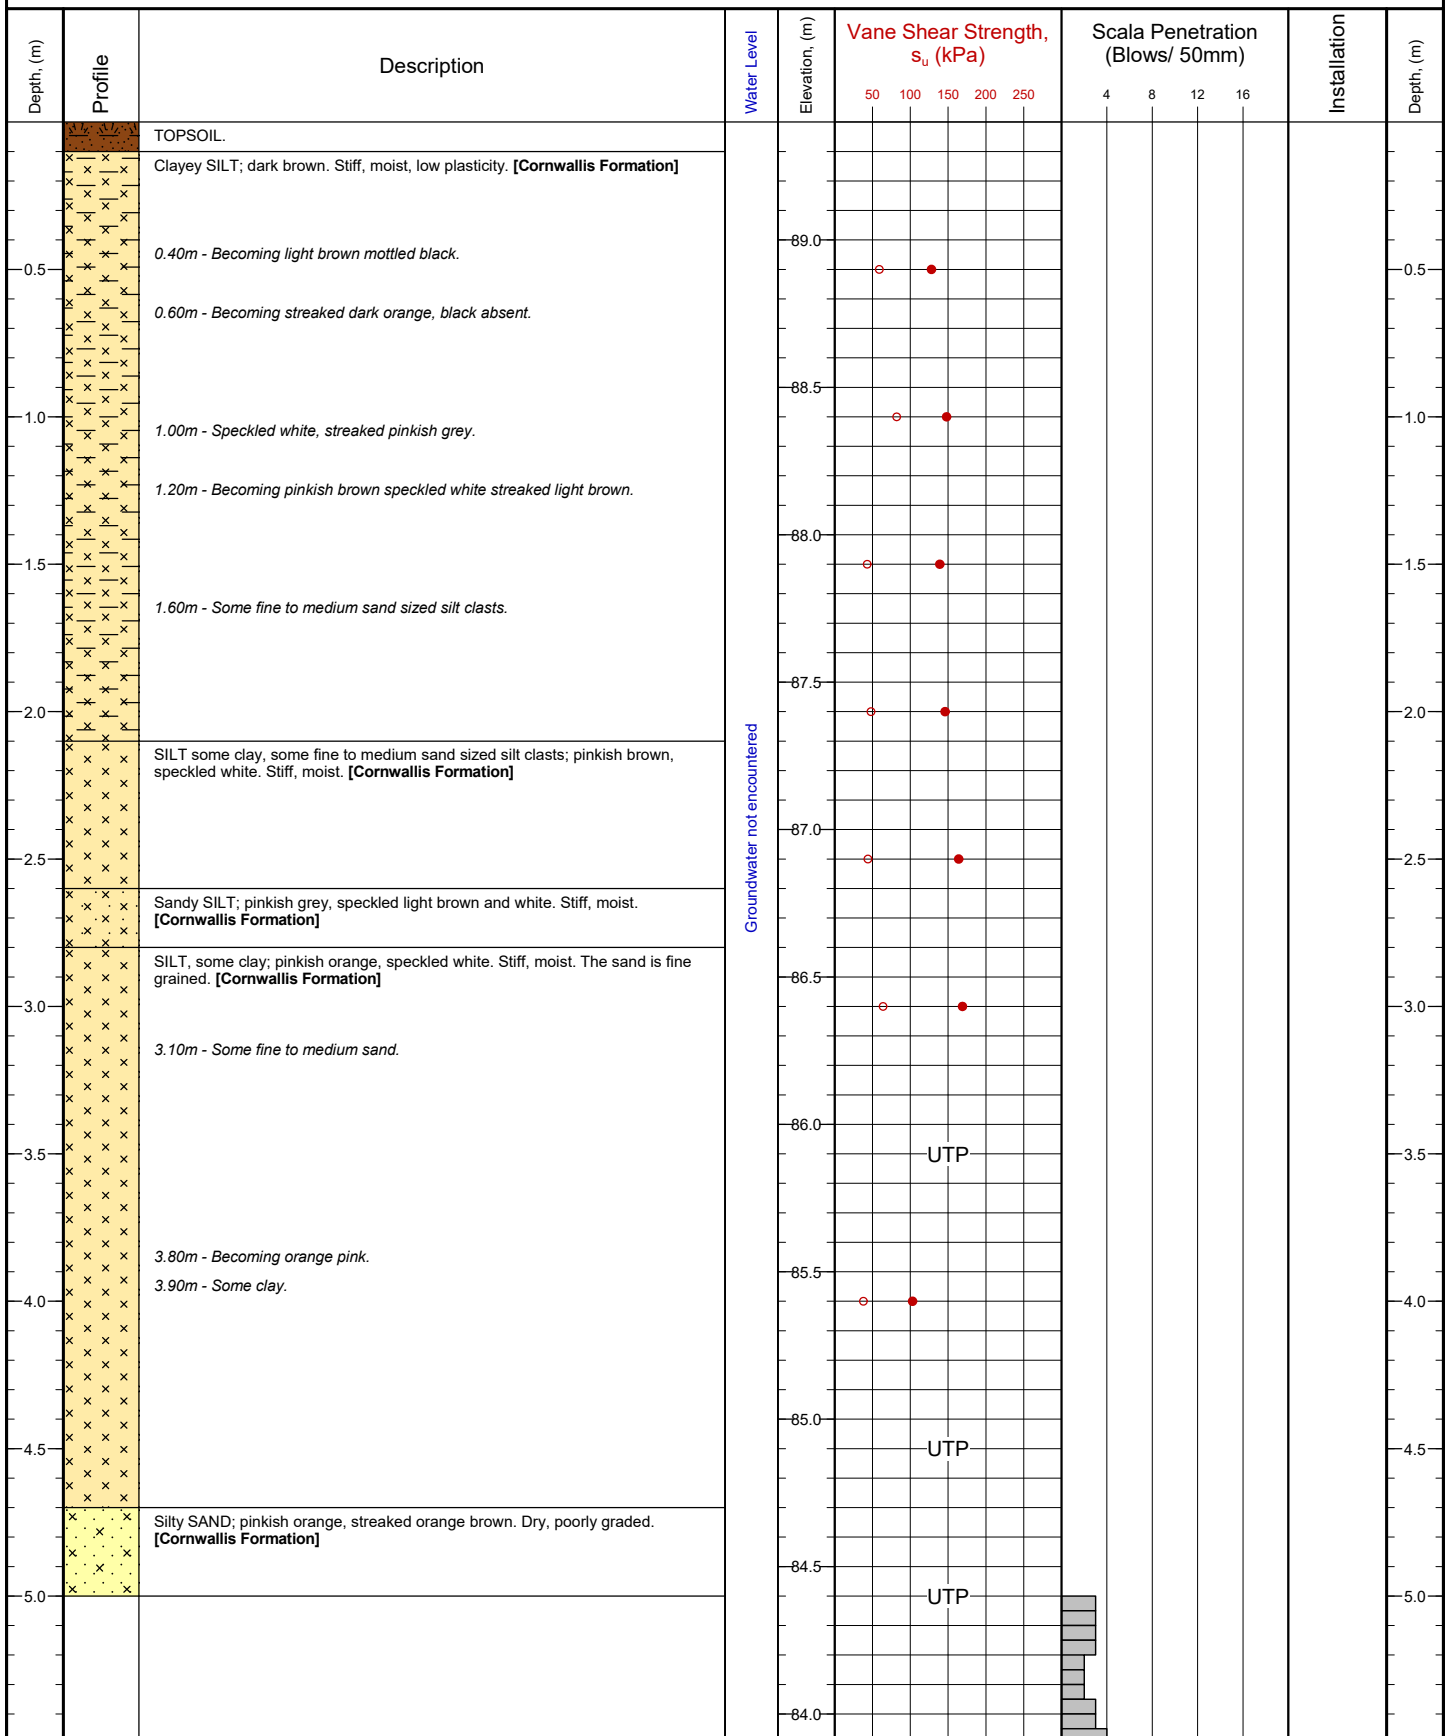 Depth, (m)
Profile
Description
Water Level
Elevation, (m)
Vane Shear Strength,
su (kPa)
50 100 150 200 250
Scala Penetration
(Blows/ 50mm)
4 8 12 16
Installation
Depth, (m)
TOPSOIL.
Clayey SILT; dark brown. Stiff, moist, low plasticity. [Cornwallis Formation]
89.0
0.40m - Becoming light brown mottled black.
0.5 0.5
0.60m - Becoming streaked dark orange, black absent.
88.5
1.0 1.0
1.00m - Speckled white, streaked pinkish grey.
1.20m - Becoming pinkish brown speckled white streaked light brown.
88.0
1.5 1.5
1.60m - Some fine to medium sand sized silt clasts.
87.5
2.0 2.0
Groundwater not encountered
SILT some clay, some fine to medium sand sized silt clasts; pinkish brown,
speckled white. Stiff, moist. [Cornwallis Formation]
87.0
2.5 2.5
Sandy SILT; pinkish grey, speckled light brown and white. Stiff, moist.
[Cornwallis Formation]
SILT, some clay; pinkish orange, speckled white. Stiff, moist. The sand is fine
grained. [Cornwallis Formation]
86.5
3.0 3.0
3.10m - Some fine to medium sand.
86.0
3.5 UTP 3.5
3.80m - Becoming orange pink.
85.5
3.90m - Some clay.
4.0 4.0
85.0
4.5 UTP 4.5
Silty SAND; pinkish orange, streaked orange brown. Dry, poorly graded.
[Cornwallis Formation]
84.5
5.0 UTP 5.0
84.0